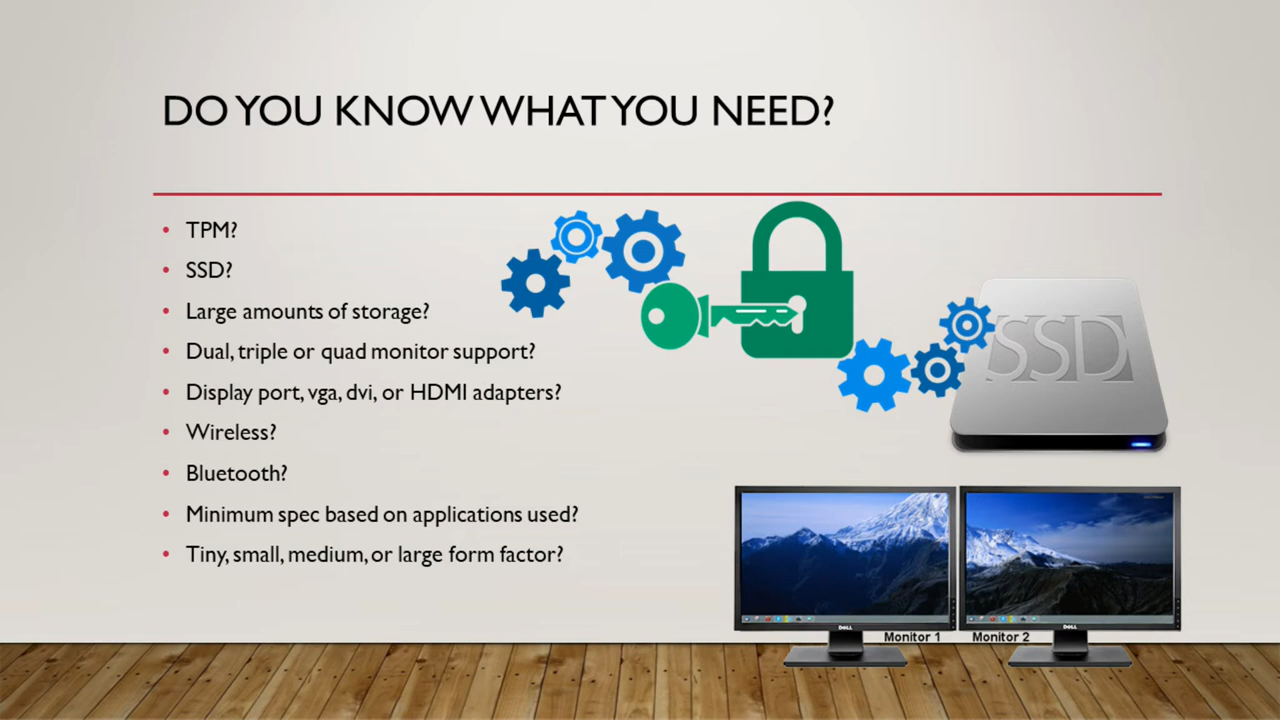 DO YOU KNOW WHAT YOU NEED?
• TPM?
• SSD?
• Large amounts of storage?
• Dual, triple or quad monitor support?
• Display port, vga, dvi, or HDMI adapters?
• Wireless?
• Bluetooth?
• Minimum spec based on applications used?
• Tiny, small, medium, or large form factor?
SSD
DELL
DELL
Monitor 1
Monitor 2